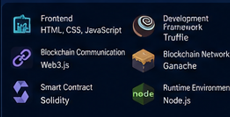 Frontend
HTML, CSS, JavaScript
Development
Framework
Truffle
Blockchain Communication
Web3.js
Blockchain Network
Ganache
Smart Contract
Solidity
node
Runtime Environmen
Node.js